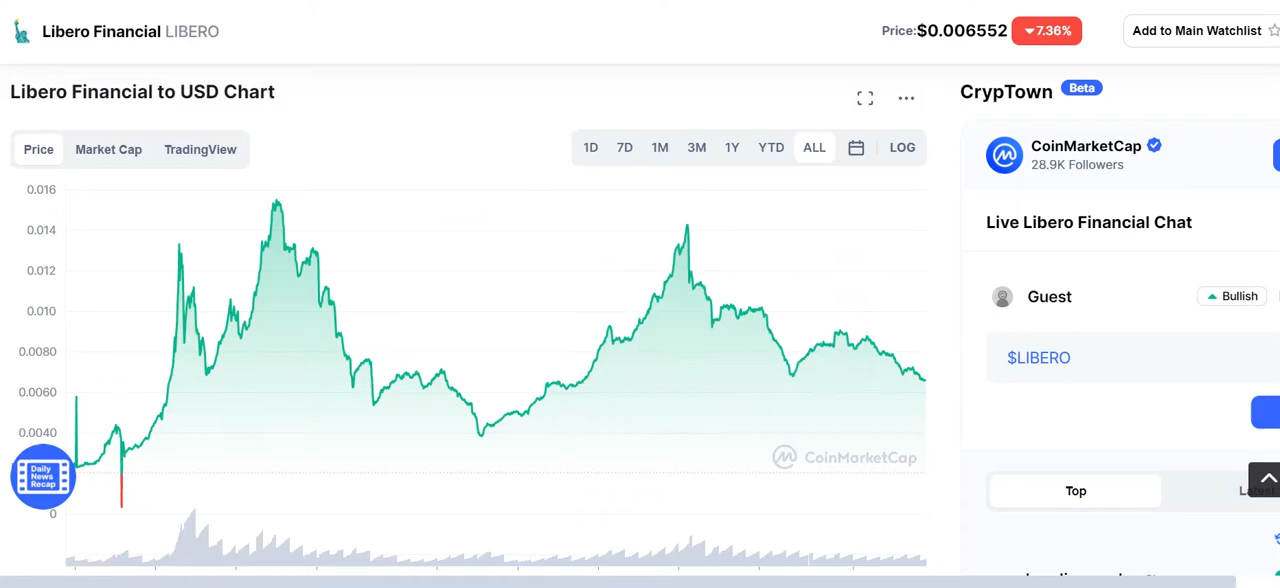 Libero Financial LIBERO
Price:$0.006552 7.36%
Add to Main Watchlist
Libero Financial to USD Chart
CrypTown Beta
Price Market Cap TradingView
1D 7D 1M 3M 1Y YTD ALL LOG
CoinMarketCap
28.9K Followers
Live Libero Financial Chat
Guest
Bullish
$LIBERO
Top
0.016
0.014
0.012
0.010
0.0080
0.0060
0.0040
0
CoinMarketCap
Daily
News
Recap